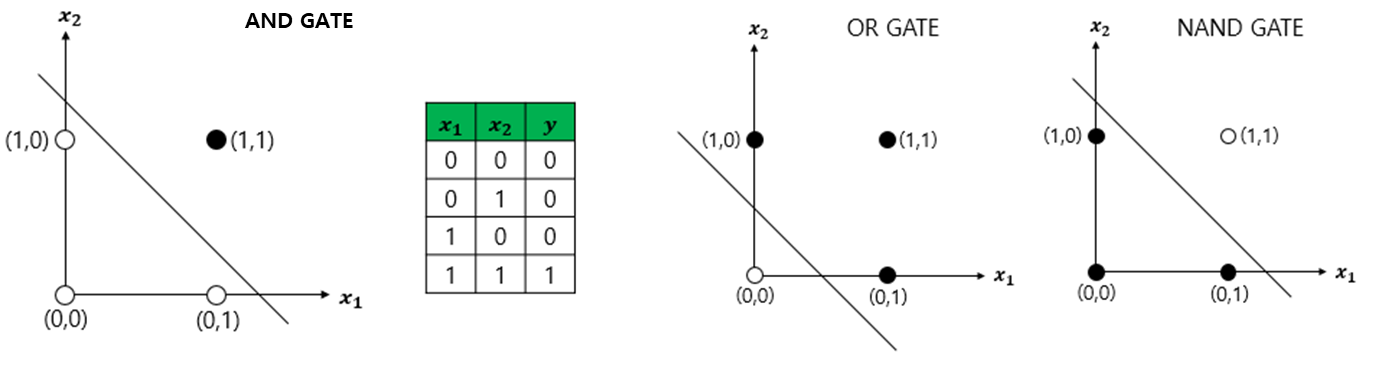 AND GATE
x₂
(1,0)
(1,1)
(0,0)
(0,1)
x₁
x₁ x₂ y
0 0 0
0 1 0
1 0 0
1 1 1
OR GATE
x₂
(1,0)
(1,1)
(0,0)
(0,1)
x₁
NAND GATE
x₂
(1,0)
(1,1)
(0,0)
(0,1)
x₁